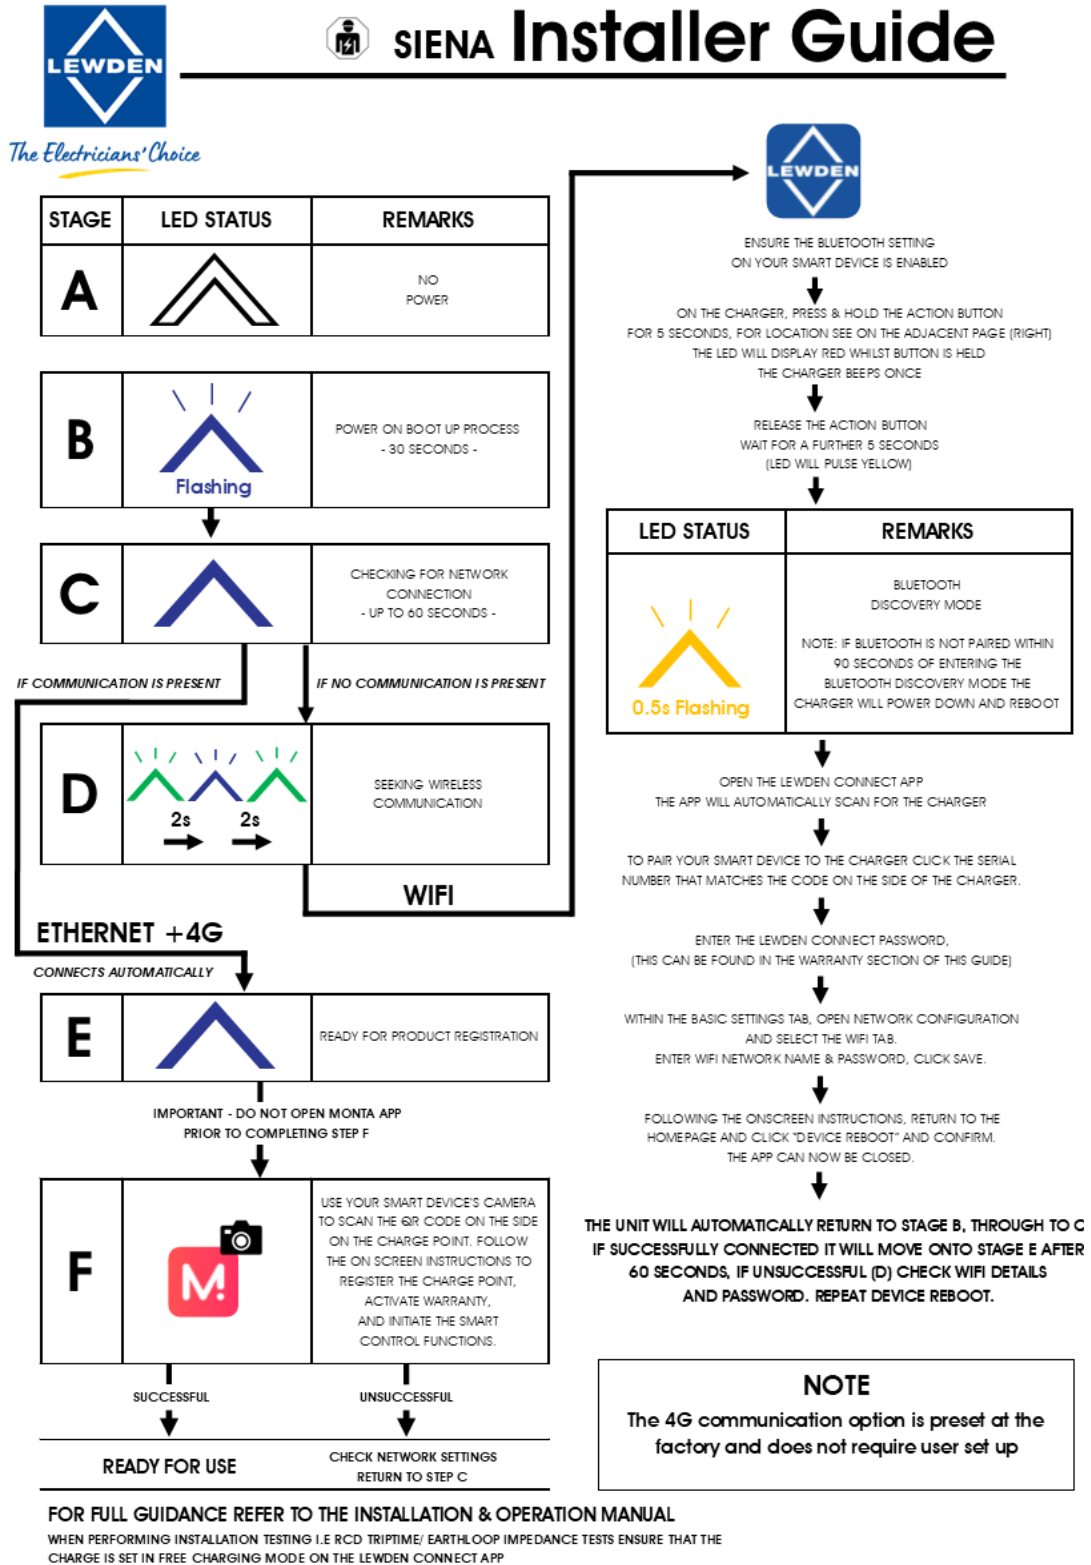 LEWDEN
The Electricians' Choice
SIENA Installer Guide
STAGE LED STATUS REMARKS
A
NO
POWER
B
Flashing
POWER ON BOOT UP PROCESS
- 30 SECONDS -
C
CHECKING FOR NETWORK
CONNECTION
- UP TO 60 SECONDS -
IF COMMUNICATION IS PRESENT
IF NO COMMUNICATION IS PRESENT
D
2s 2s
SEEKING WIRELESS
COMMUNICATION
WIFI
ETHERNET +4G
CONNECTS AUTOMATICALLY
E
READY FOR PRODUCT REGISTRATION
IMPORTANT - DO NOT OPEN MONTA APP
PRIOR TO COMPLETING STEP F
F
M.
USE YOUR SMART DEVICE'S CAMERA
TO SCAN THE QR CODE ON THE SIDE
ON THE CHARGE POINT. FOLLOW
THE ON SCREEN INSTRUCTIONS TO
REGISTER THE CHARGE POINT,
ACTIVATE WARRANTY,
AND INITIATE THE SMART
CONTROL FUNCTIONS.
SUCCESSFUL
UNSUCCESSFUL
READY FOR USE
CHECK NETWORK SETTINGS
RETURN TO STEP C
LEWDEN
ENSURE THE BLUETOOTH SETTING
ON YOUR SMART DEVICE IS ENABLED
ON THE CHARGER, PRESS & HOLD THE ACTION BUTTON
FOR 5 SECONDS, FOR LOCATION SEE ON THE ADJACENT PAGE (RIGHT)
THE LED WILL DISPLAY RED WHILST BUTTON IS HELD
THE CHARGER BEEPS ONCE
RELEASE THE ACTION BUTTON
WAIT FOR A FURTHER 5 SECONDS
(LED WILL PULSE YELLOW)
LED STATUS REMARKS
0.5s Flashing
BLUETOOTH
DISCOVERY MODE
NOTE: IF BLUETOOTH IS NOT PAIRED WITHIN
90 SECONDS OF ENTERING THE
BLUETOOTH DISCOVERY MODE THE
CHARGER WILL POWER DOWN AND REBOOT
OPEN THE LEWDEN CONNECT APP
THE APP WILL AUTOMATICALLY SCAN FOR THE CHARGER
TO PAIR YOUR SMART DEVICE TO THE CHARGER CLICK THE SERIAL
NUMBER THAT MATCHES THE CODE ON THE SIDE OF THE CHARGER.
ENTER THE LEWDEN CONNECT PASSWORD,
(THIS CAN BE FOUND IN THE WARRANTY SECTION OF THIS GUIDE)
WITHIN THE BASIC SETTINGS TAB, OPEN NETWORK CONFIGURATION
AND SELECT THE WIFI TAB.
ENTER WIFI NETWORK NAME & PASSWORD, CLICK SAVE.
FOLLOWING THE ONSCREEN INSTRUCTIONS, RETURN TO THE
HOMEPAGE AND CLICK "DEVICE REBOOT" AND CONFIRM.
THE APP CAN NOW BE CLOSED.
THE UNIT WILL AUTOMATICALLY RETURN TO STAGE B, THROUGH TO C
IF SUCCESSFULLY CONNECTED IT WILL MOVE ONTO STAGE E AFTER
60 SECONDS, IF UNSUCCESSFUL (D) CHECK WIFI DETAILS
AND PASSWORD. REPEAT DEVICE REBOOT.
NOTE
The 4G communication option is preset at the
factory and does not require user set up
FOR FULL GUIDANCE REFER TO THE INSTALLATION & OPERATION MANUAL
WHEN PERFORMING INSTALLATION TESTING I.E RCD TRIPTIME/ EARTHLOOP IMPEDANCE TESTS ENSURE THAT THE
CHARGE IS SET IN FREE CHARGING MODE ON THE LEWDEN CONNECT APP